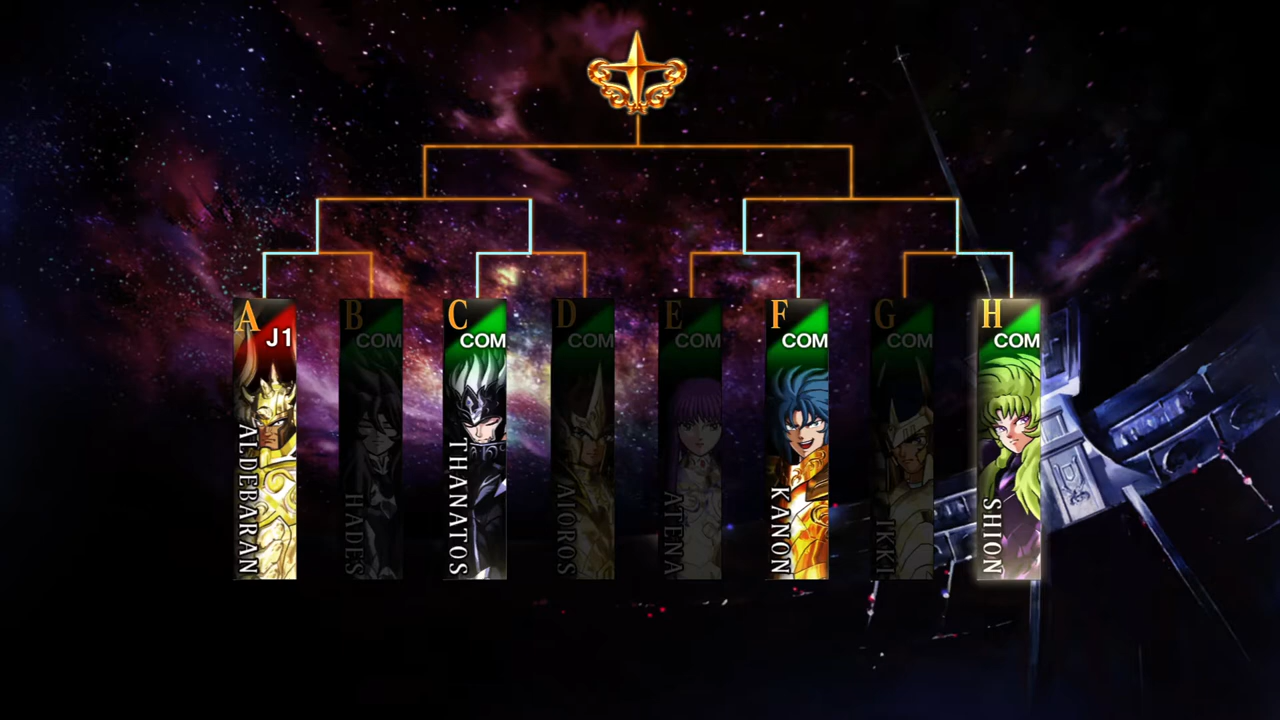 A
J1
ALDEBARAN
B
COM
HADES
C
COM
THANATOS
D
COM
AIOROS
E
COM
ATENA
F
COM
KANON
G
COM
IKKI
H
COM
SHION